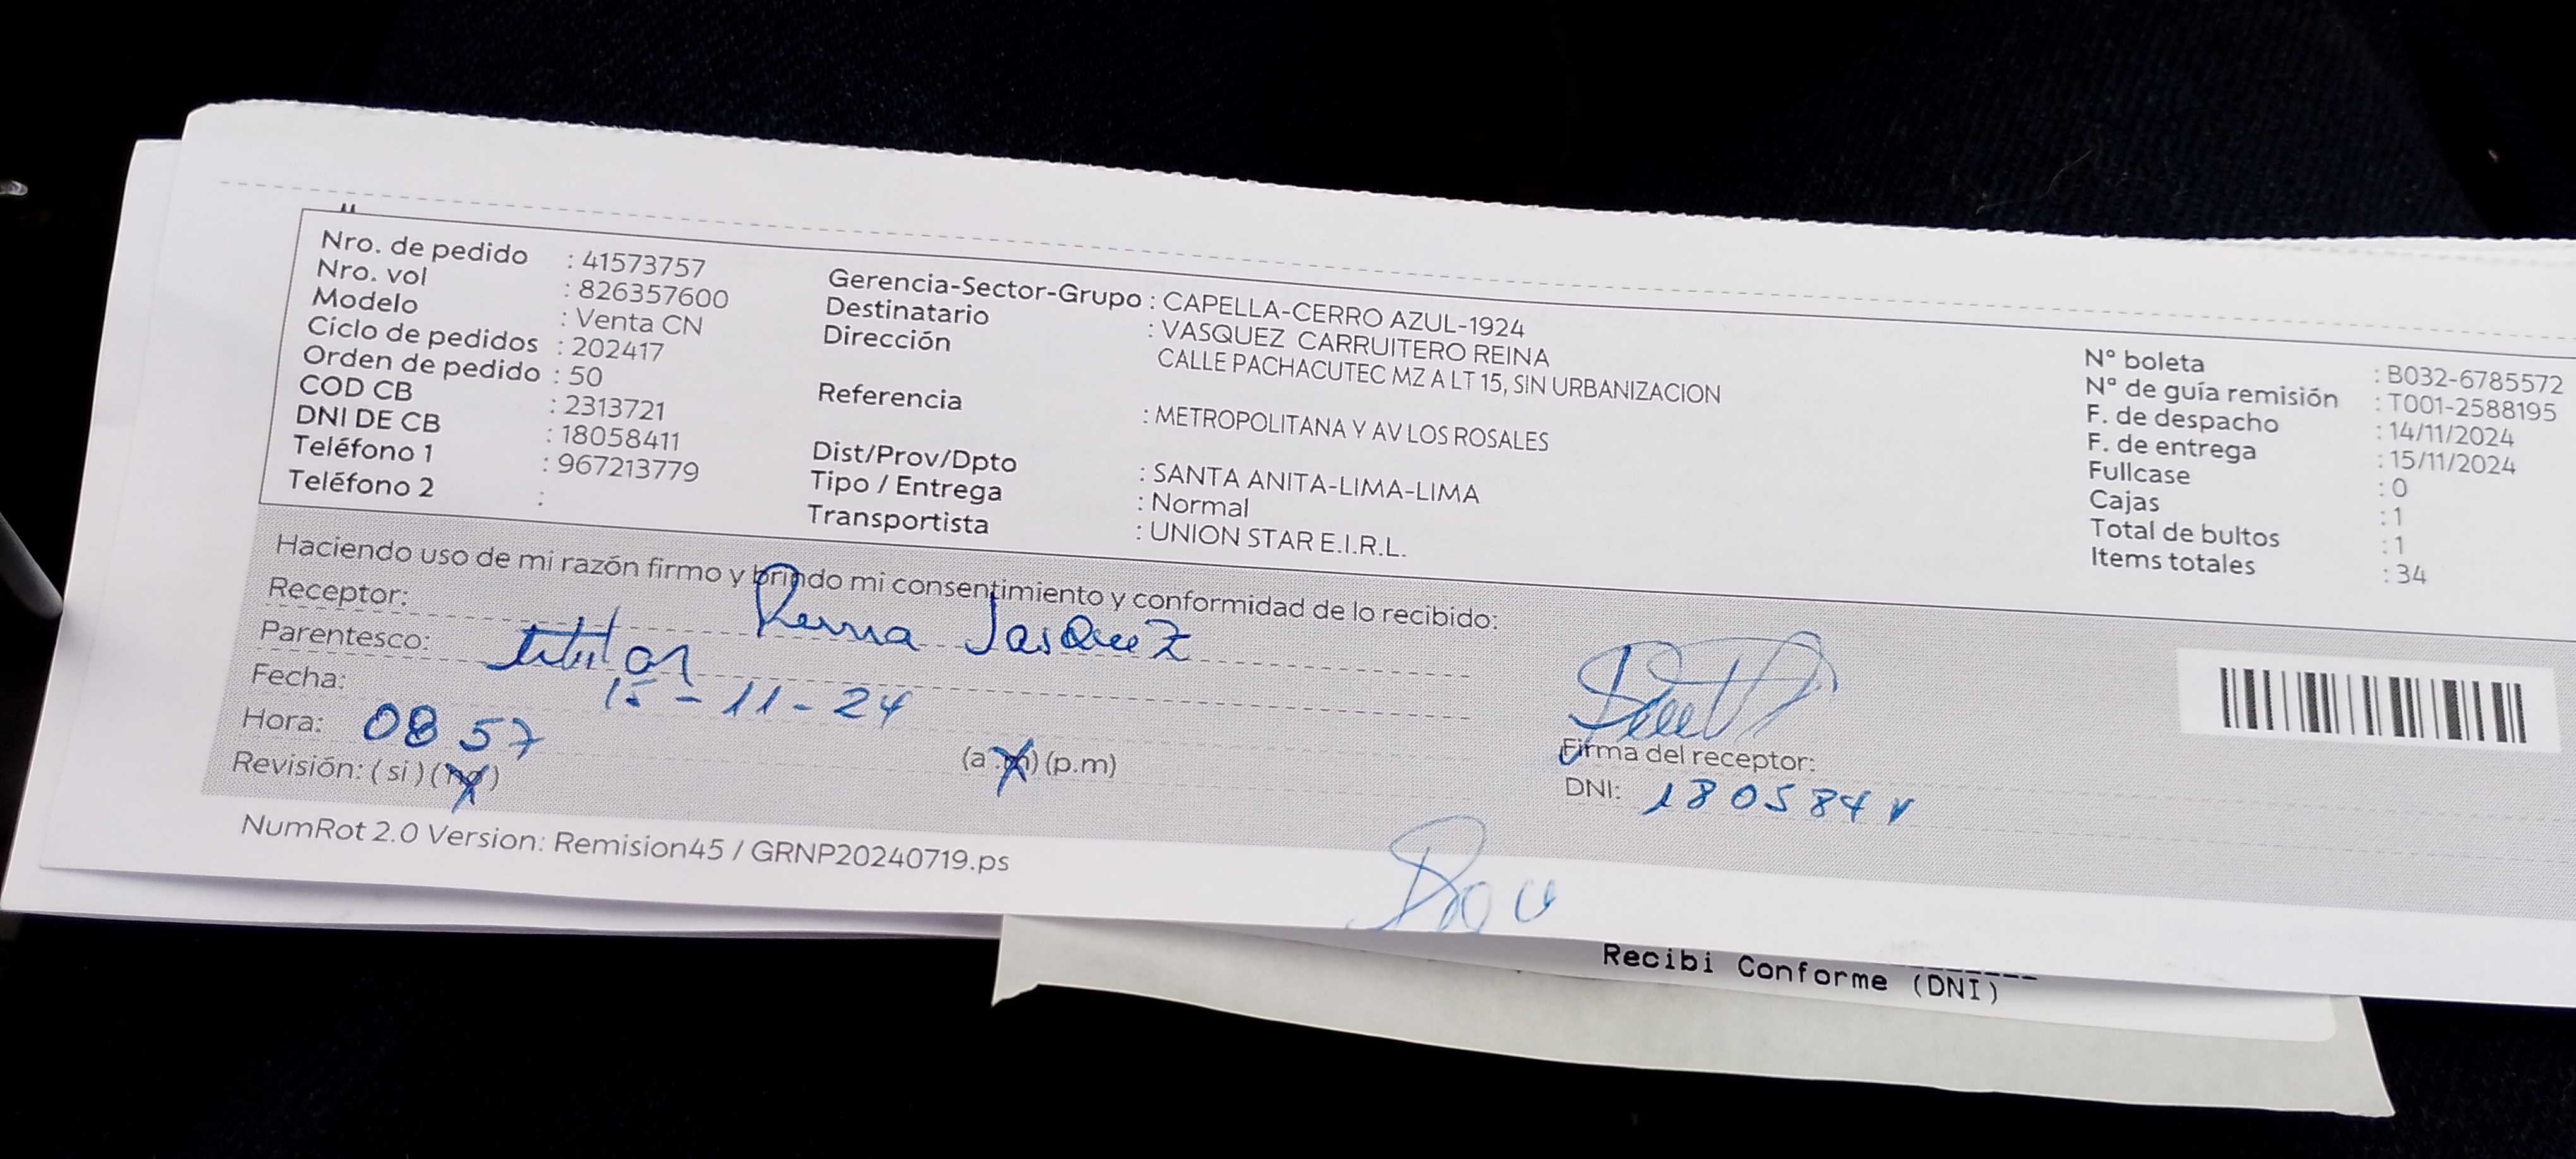 Nro. de pedido : 41573757
Nro. vol : 826357600
Modelo : Venta CN
Ciclo de pedidos : 202417
Orden de pedido : 50
COD CB : 2313721
DNI DE CB : 18058411
Teléfono 1 : 967213779
Teléfono 2 :
Gerencia-Sector-Grupo : CAPELLA-CERRO AZUL-1924
Destinatario : VASQUEZ CARRUITERO REINA
Dirección CALLE PACHACUTEC MZ A LT 15, SIN URBANIZACION
Referencia : METROPOLITANA Y AV LOS ROSALES
Dist/Prov/Dpto : SANTA ANITA-LIMA-LIMA
Tipo / Entrega : Normal
Transportista : UNION STAR E.I.R.L.
N° boleta : B032-6785572
N° de guía remisión : T001-2588195
F. de despacho : 14/11/2024
F. de entrega : 15/11/2024
Fullcase : 0
Cajas : 1
Total de bultos : 1
Items totales : 34
Haciendo uso de mi razón firmo y brindo mi consentimiento y conformidad de lo recibido:
Receptor: Reina Vasquez
Parentesco: titular
Fecha: 15-11-24
Hora: 08 57 (a.m) (p.m)
Revisión: (si) (no)
Firma del receptor:
DNI: 1805841
NumRot 2.0 Version: Remision45 / GRNP20240719.ps
Recibi Conforme (DNI)